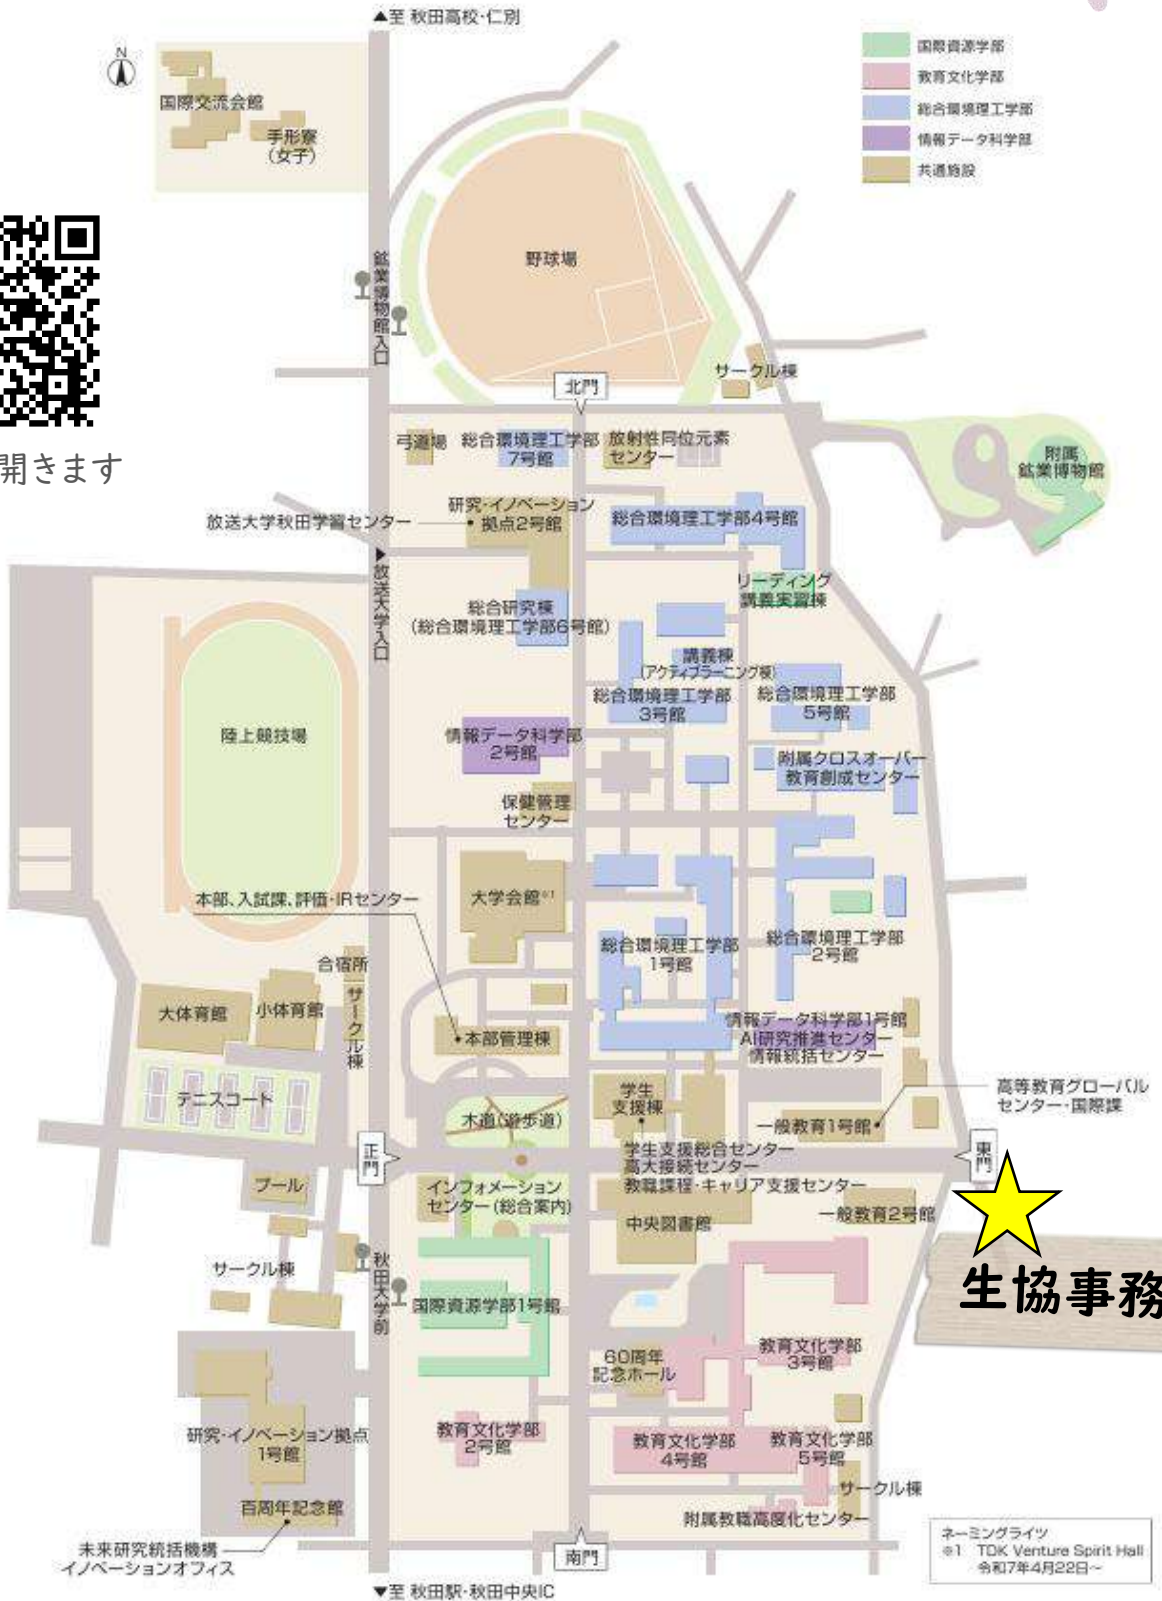 ▲至 秋田高校・仁別
N
国際資源学部
教育文化学部
総合環境理工学部
情報データ科学部
共通施設
国際交流会館
手形寮
(女子)
鉱業博物館入口
野球場
サークル棟
北門
開きます
弓道場
総合環境理工学部
7号館
放射性同位元素
センター
附属
鉱業博物館
放送大学秋田学習センター
研究・イノベーション
拠点2号館
総合環境理工学部4号館
▶放送大学入口
リーディング
講義実習棟
総合研究棟
(総合環境理工学部6号館)
講義棟
(アクティブラーニング棟)
総合環境理工学部
3号館
総合環境理工学部
5号館
陸上競技場
情報データ科学部
2号館
附属クロスオーバー
教育創成センター
保健管理
センター
本部、入試課、評価・IRセンター
大学会館※1
総合環境理工学部
1号館
総合環境理工学部
2号館
合宿所
サークル棟
大体育館
小体育館
本部管理棟
情報データ科学部1号館
AI研究推進センター
情報統括センター
テニスコート
木道(遊歩道)
学生
支援棟
一般教育1号館
高等教育グローバル
センター・国際課
正門
学生支援総合センター
高大接続センター
教職課程・キャリア支援センター
東門
プール
インフォメーション
センター(総合案内)
中央図書館
一般教育2号館
サークル棟
秋田大学前
国際資源学部1号館
生協事務
60周年
記念ホール
教育文化学部
3号館
研究・イノベーション拠点
1号館
教育文化学部
2号館
教育文化学部
4号館
教育文化学部
5号館
サークル棟
百周年記念館
附属教職高度化センター
未来研究統括機構
イノベーションオフィス
南門
ネーミングライツ
※1 TDK Venture Spirit Hall
令和7年4月22日～
▼至 秋田駅・秋田中央IC